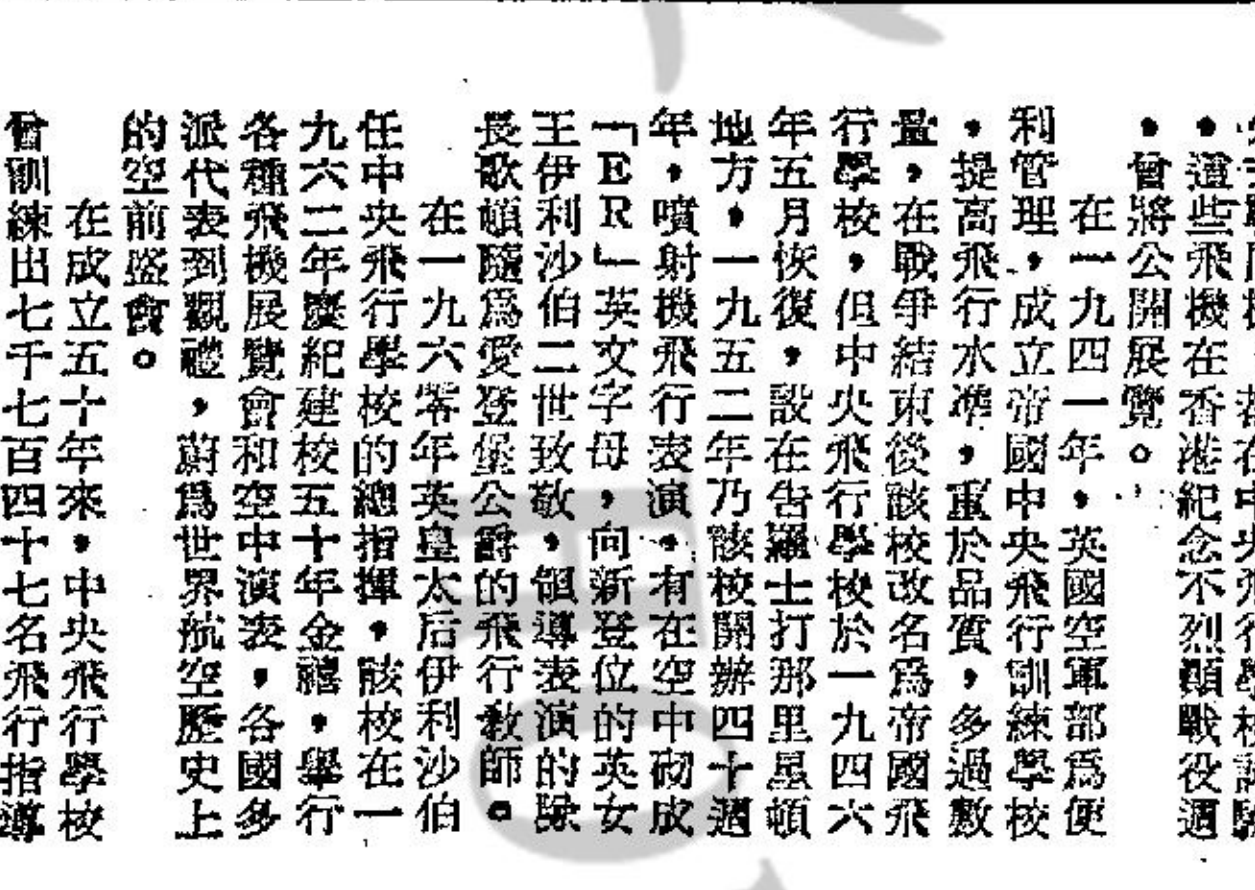 ，這些飛機在香港紀念不烈顛戰役週
，曾將公開展覽。
在一九四一年，英國空軍部爲便
利管理，成立帝國中央飛行訓練學校
，提高飛行水準，重於品質，多過數
量，在戰爭結束後該校改名爲帝國飛
行學校，但中央飛行學校於一九四六
年五月恢復，設在告羅士打那里星頓
地方，一九五二年乃該校開辦四十週
年，噴射機飛行表演，有在空中砌成
「ER」英文字母，向新登位的英女
王伊利沙伯二世致敬，領導表演的隊
長歌頓隨爲愛登堡公爵的飛行教師。
在一九六零年英皇太后伊利沙伯
任中央飛行學校的總指揮，該校在一
九六二年慶紀建校五十年金禧，舉行
各種飛機展覽會和空中演表，各國多
派代表到觀禮，蔚爲世界航空歷史上
的空前盛會。
在成立五十年來，中央飛行學校
曾訓練出七千七百四十七名飛行指導